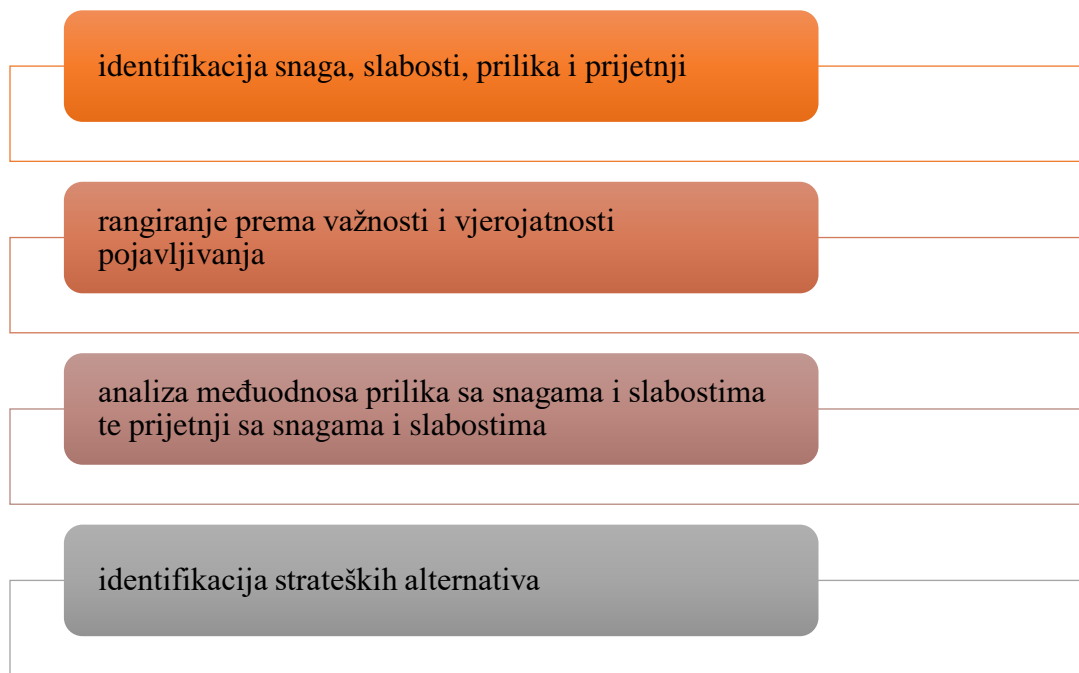 identifikacija snaga, slabosti, prilika i prijetnji
rangiranje prema važnosti i vjerojatnosti
pojavljivanja
analiza međuodnosa prilika sa snagama i slabostima
te prijetnji sa snagama i slabostima
identifikacija strateških alternativa